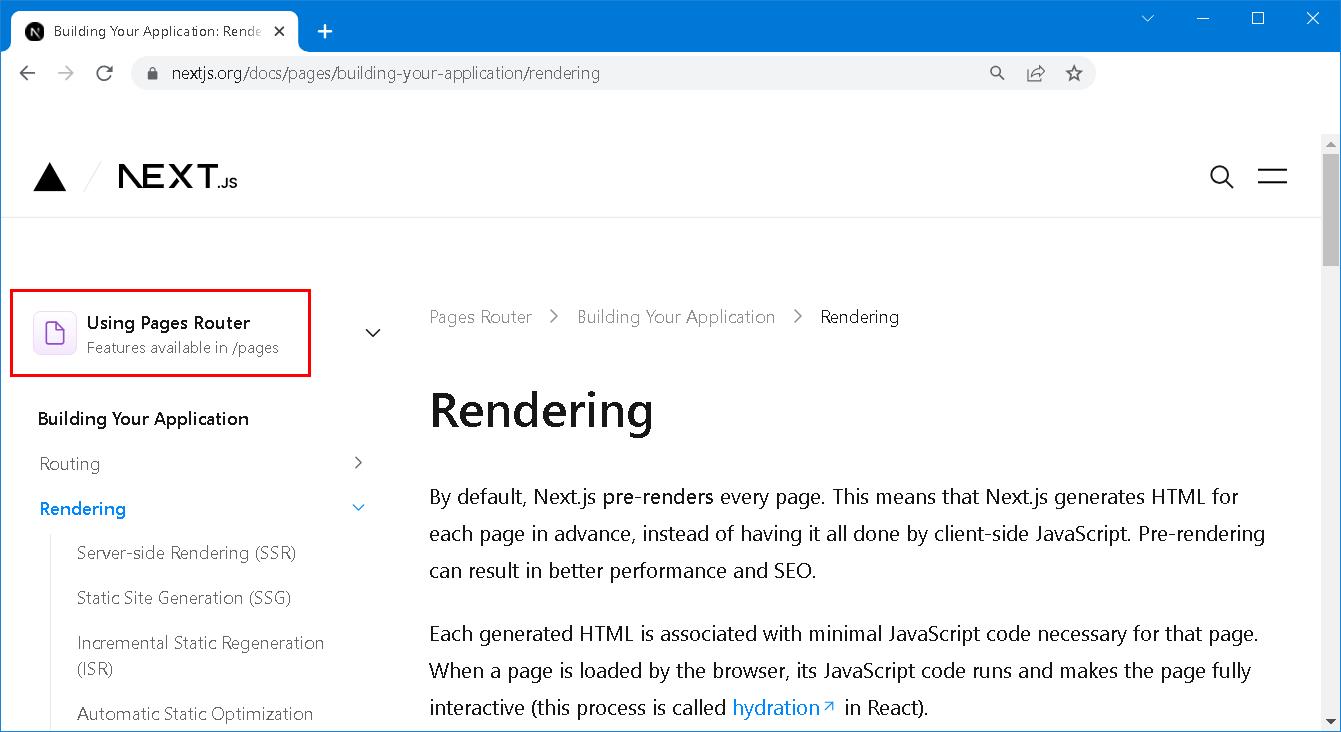 Building Your Application: Rende
nextjs.org/docs/pages/building-your-application/rendering
NEXT.JS
Using Pages Router
Features available in /pages
Building Your Application
Routing
Rendering
Server-side Rendering (SSR)
Static Site Generation (SSG)
Incremental Static Regeneration
(ISR)
Automatic Static Optimization
Pages Router > Building Your Application > Rendering
Rendering
By default, Next.js pre-renders every page. This means that Next.js generates HTML for
each page in advance, instead of having it all done by client-side JavaScript. Pre-rendering
can result in better performance and SEO.
Each generated HTML is associated with minimal JavaScript code necessary for that page.
When a page is loaded by the browser, its JavaScript code runs and makes the page fully
interactive (this process is called hydration↗ in React).